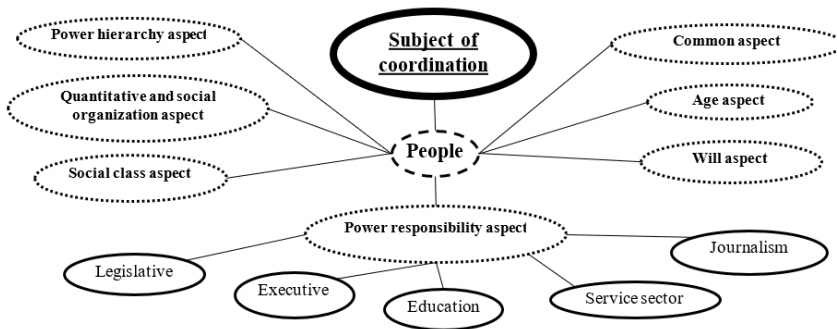 Power hierarchy aspect
Subject of
coordination
Common aspect
Quantitative and social
organization aspect
Age aspect
People
Social class aspect
Will aspect
Power responsibility aspect
Legislative
Executive
Education
Service sector
Journalism